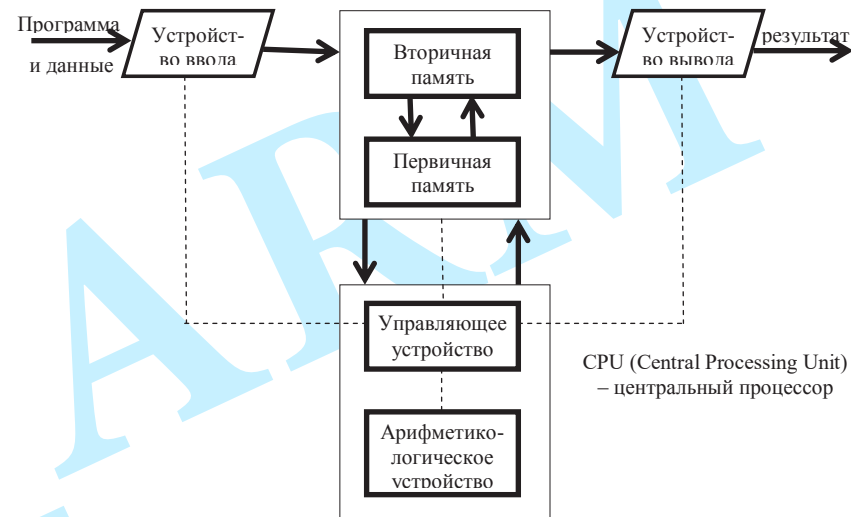 Программа
и данные
Устройст-
во ввода
Вторичная
память
Первичная
память
Устройст-
во вывода
результат
Управляющее
устройство
Арифметико-
логическое
устройство
CPU (Central Processing Unit)
– центральный процессор
ARM